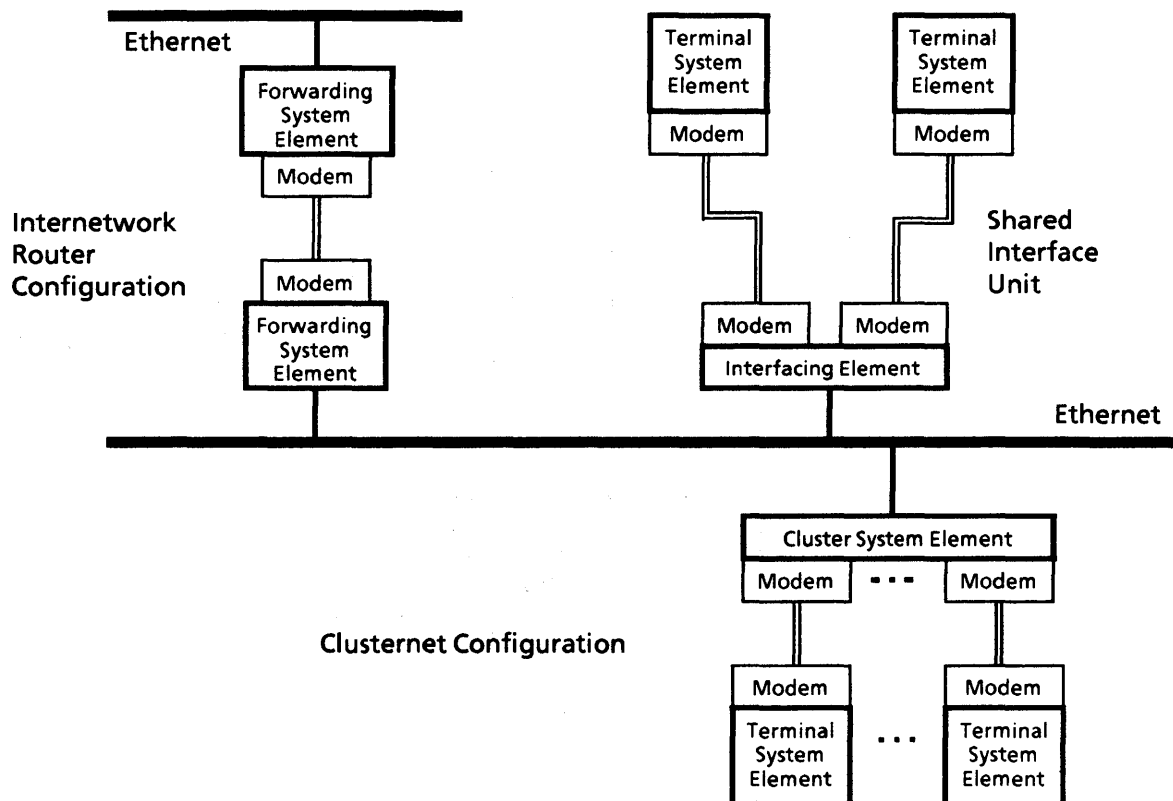 Ethernet
Forwarding
System
Element
Modem
Internetwork
Router
Configuration
Modem
Forwarding
System
Element
Terminal
System
Element
Modem
Terminal
System
Element
Modem
Shared
Interface
Unit
Modem
Modem
Interfacing Element
Ethernet
Cluster System Element
Modem
Modem
Clusternet Configuration
Modem
Terminal
System
Element
Modem
Terminal
System
Element